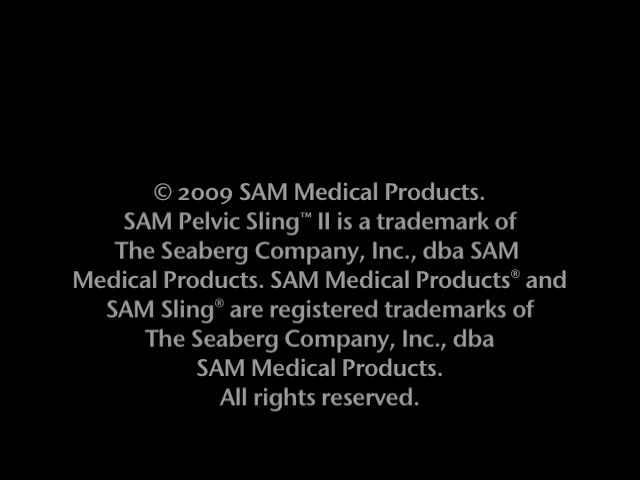 © 2009 SAM Medical Products.
SAM Pelvic Sling™ II is a trademark of
The Seaberg Company, Inc., dba SAM
Medical Products. SAM Medical Products® and
SAM Sling® are registered trademarks of
The Seaberg Company, Inc., dba
SAM Medical Products.
All rights reserved.